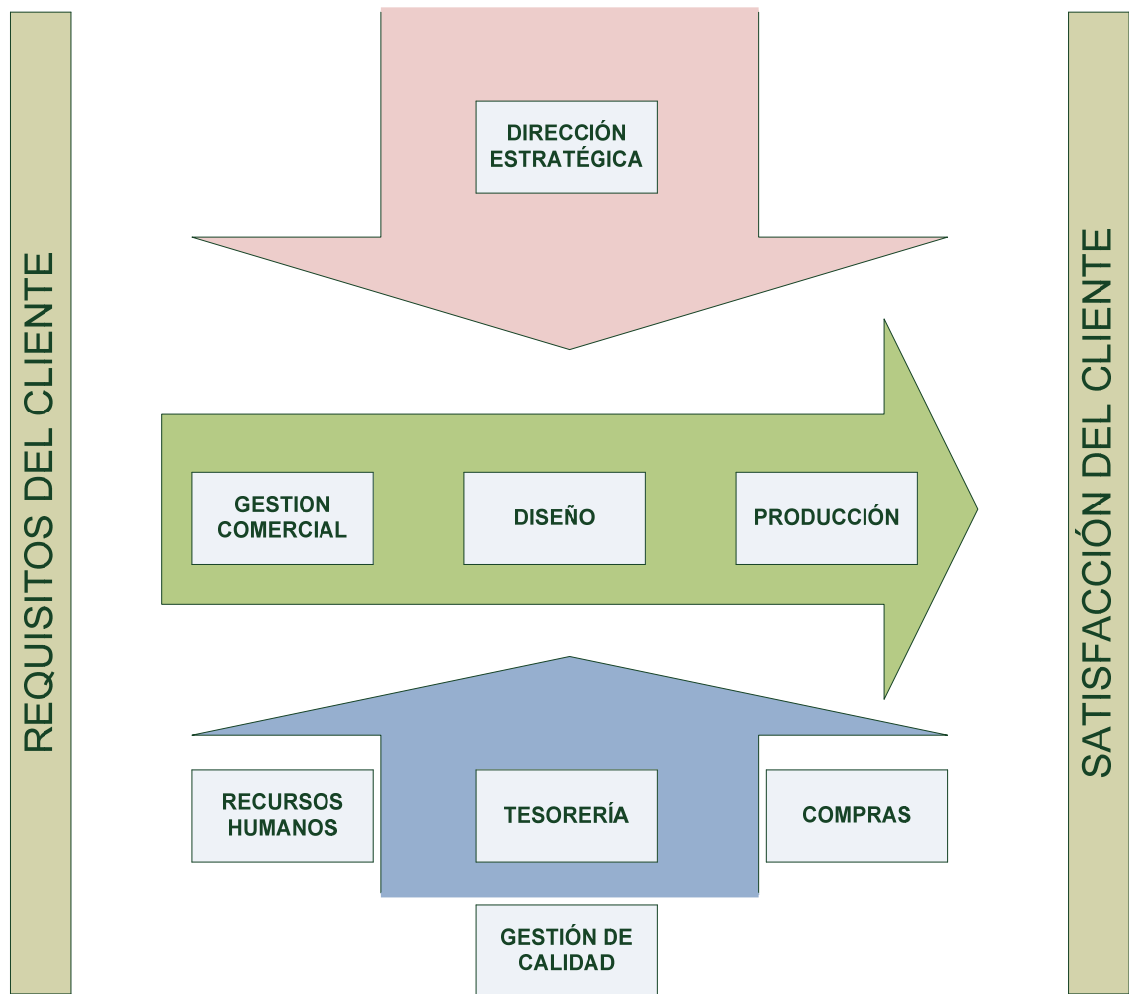 REQUISITOS DEL CLIENTE
DIRECCIÓN
ESTRATÉGICA
GESTION
COMERCIAL
DISEÑO
PRODUCCIÓN
RECURSOS
HUMANOS
TESORERÍA
COMPRAS
GESTIÓN DE
CALIDAD
SATISFACCIÓN DEL CLIENTE